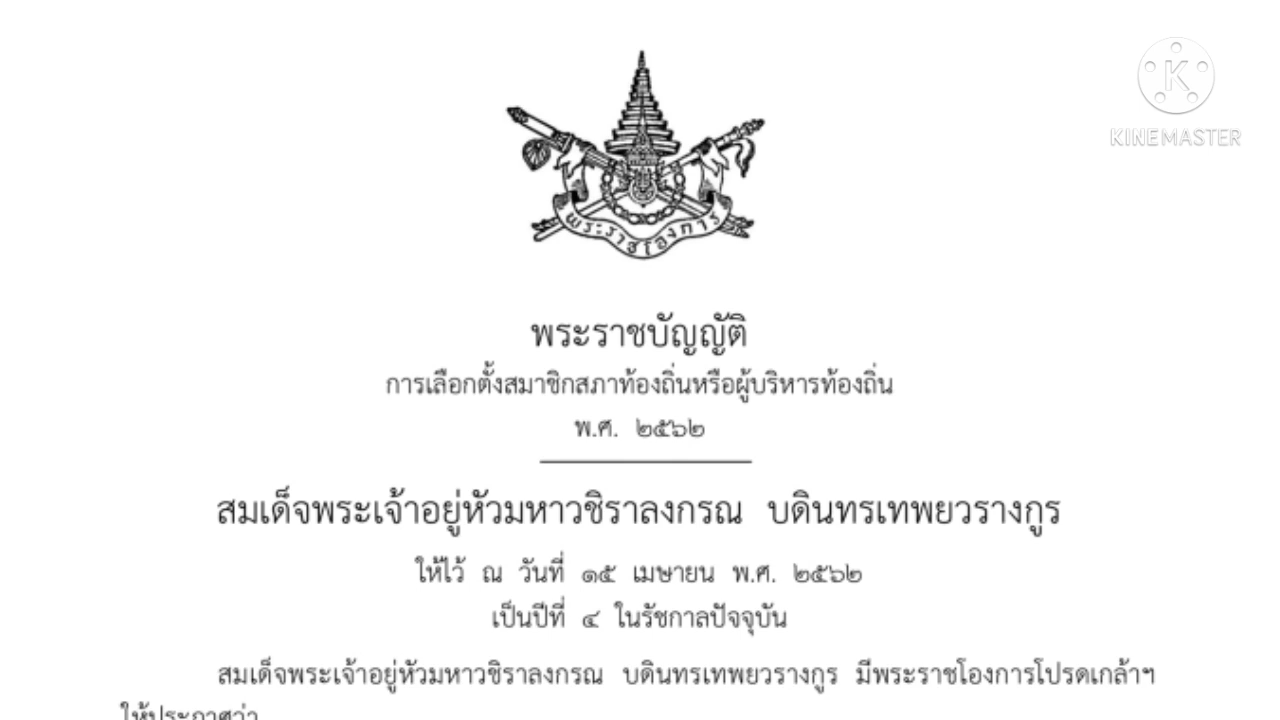 K
KINEMASTER
พระราชโองการ
พระราชบัญญัติ
การเลือกตั้งสมาชิกสภาท้องถิ่นหรือผู้บริหารท้องถิ่น
พ.ศ. ๒๕๖๒
สมเด็จพระเจ้าอยู่หัวมหาวชิราลงกรณ บดินทรเทพยวรางกูร
ให้ไว้ ณ วันที่ ๑๕ เมษายน พ.ศ. ๒๕๖๒
เป็นปีที่ ๔ ในรัชกาลปัจจุบัน
สมเด็จพระเจ้าอยู่หัวมหาวชิราลงกรณ บดินทรเทพยวรางกูร มีพระราชโองการโปรดเกล้าฯ
ให้ประกาศว่า